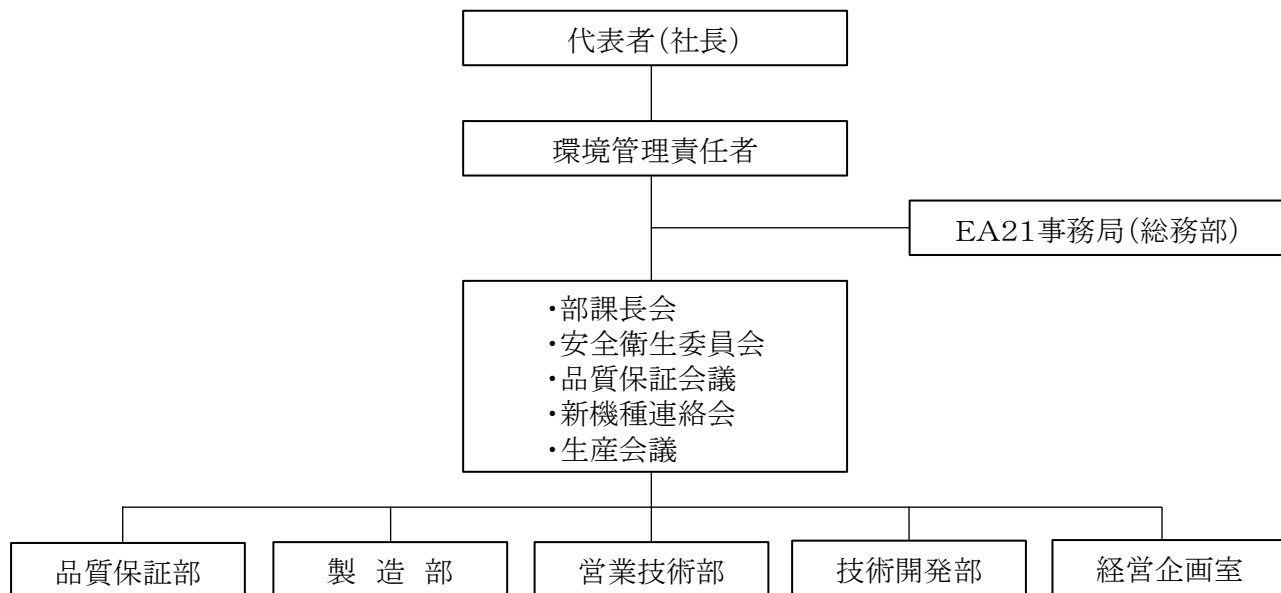 代表者(社長)
環境管理責任者
EA21事務局(総務部)
・部課長会
・安全衛生委員会
・品質保証会議
・新機種連絡会
・生産会議
品質保証部
製 造 部
営業技術部
技術開発部
経営企画室